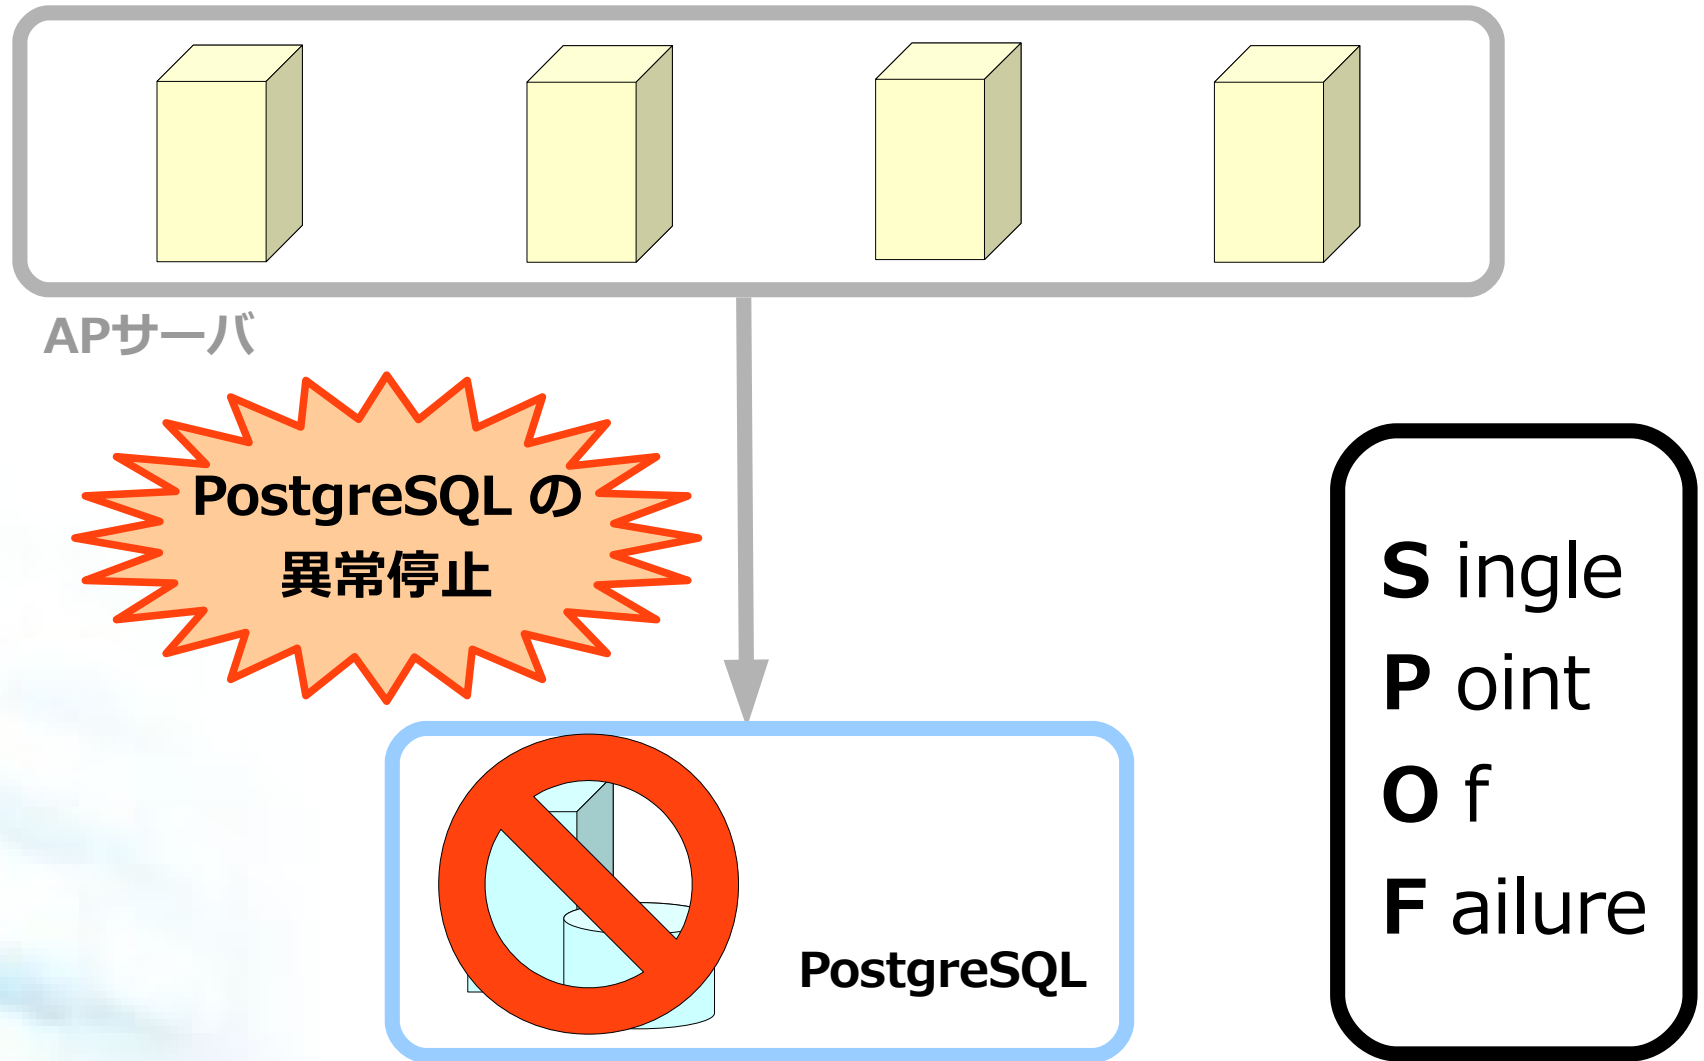 APサーバ
PostgreSQL の
異常停止
S ingle
P oint
O f
F ailure
PostgreSQL